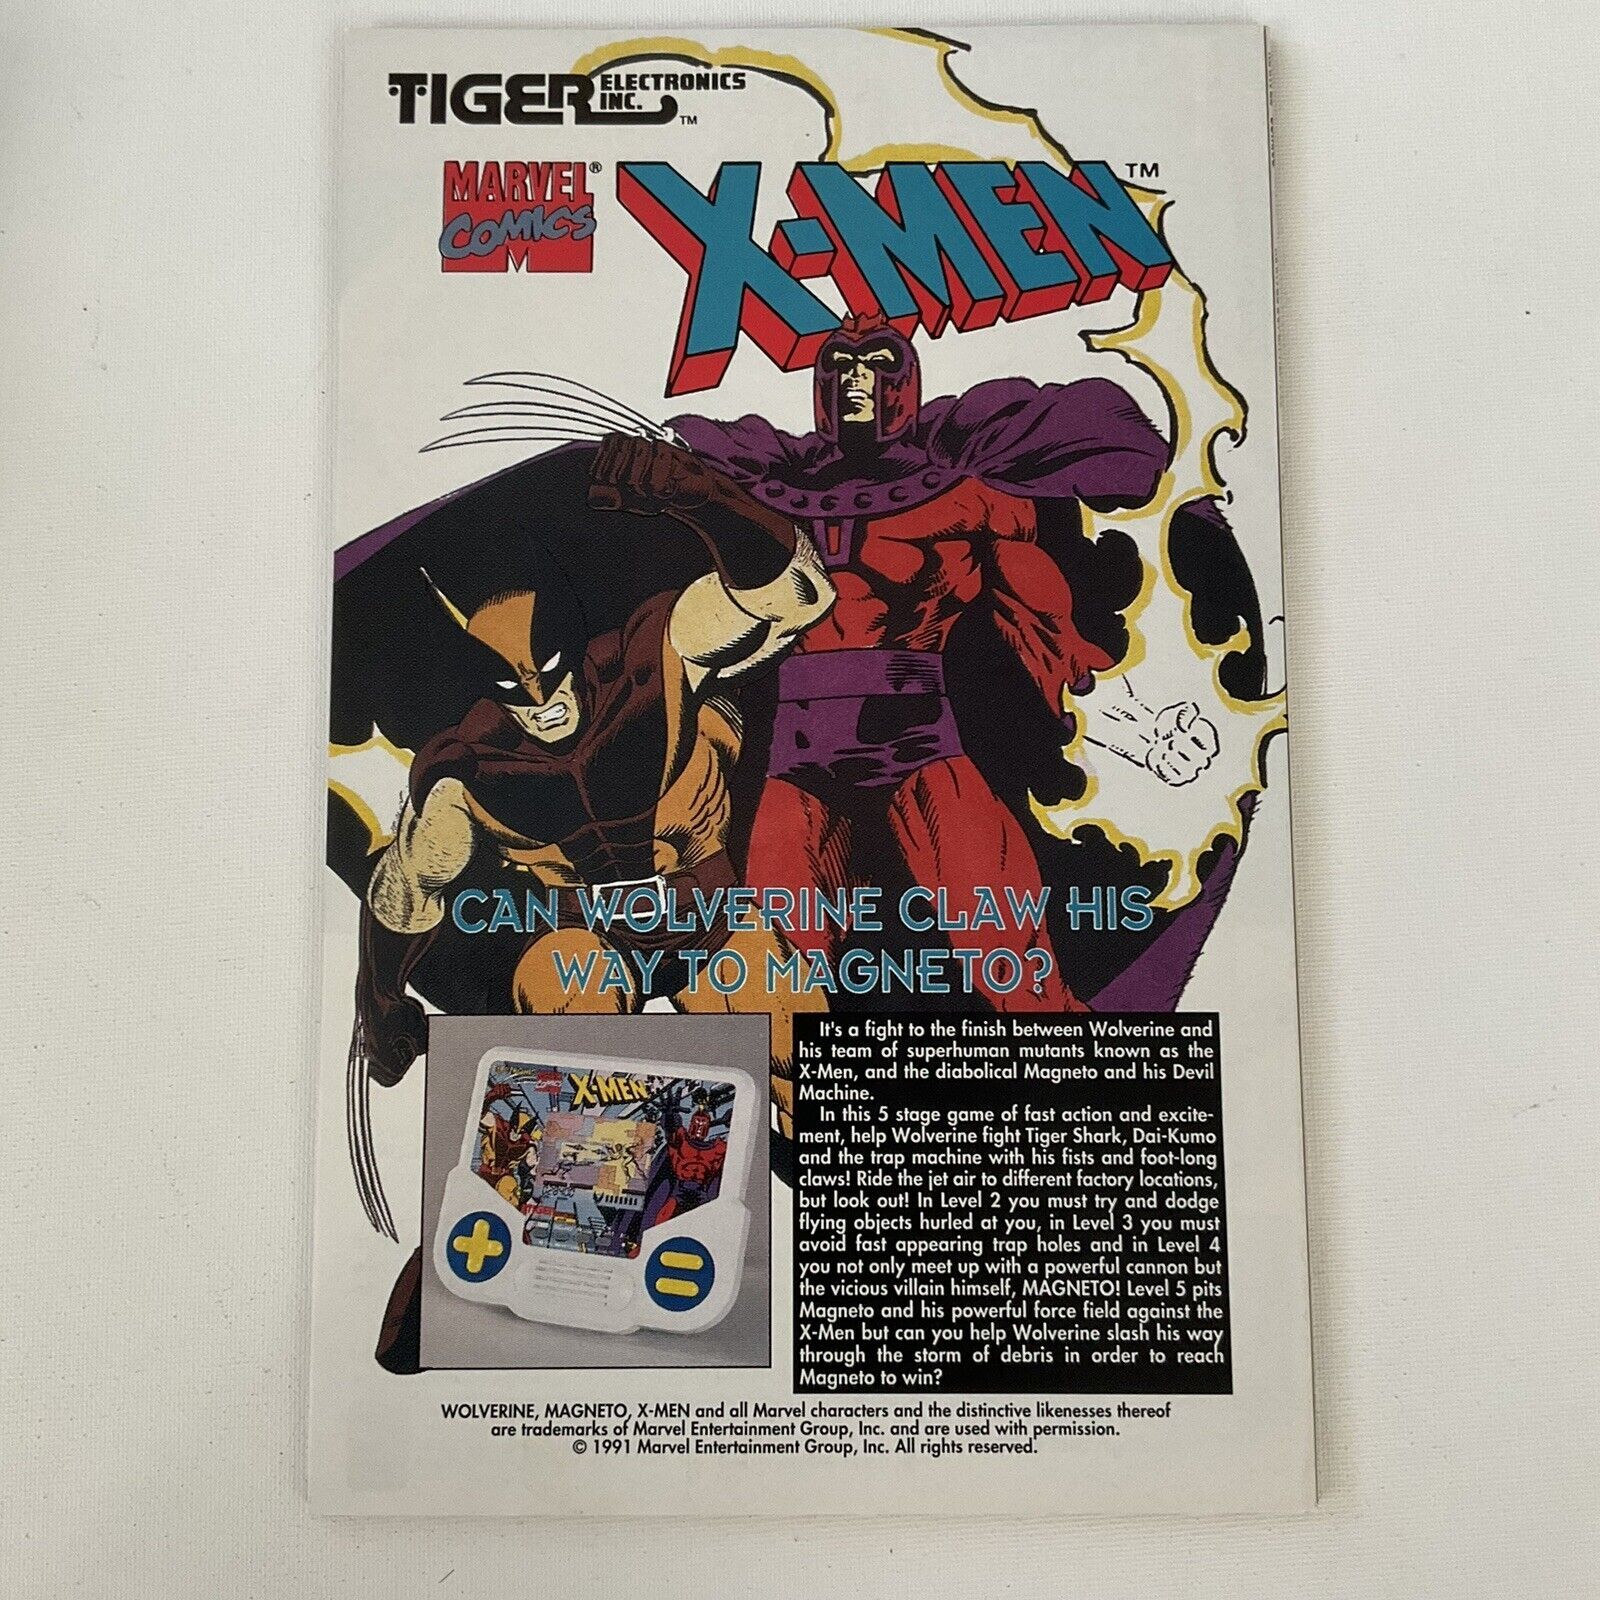 TIGER ELECTRONICS INC.™
MARVEL® COMICS
X-MEN™
CAN WOLVERINE CLAW HIS
WAY TO MAGNETO?
X-MEN
TIGER
It's a fight to the finish between Wolverine and
his team of superhuman mutants known as the
X-Men, and the diabolical Magneto and his Devil
Machine.
In this 5 stage game of fast action and excite-
ment, help Wolverine fight Tiger Shark, Dai-Kumo
and the trap machine with his fists and foot-long
claws! Ride the jet air to different factory locations,
but look out! In Level 2 you must try and dodge
flying objects hurled at you, in Level 3 you must
avoid fast appearing trap holes and in Level 4
you not only meet up with a powerful cannon but
the vicious villain himself, MAGNETO! Level 5 pits
Magneto and his powerful force field against the
X-Men but can you help Wolverine slash his way
through the storm of debris in order to reach
Magneto to win?
WOLVERINE, MAGNETO, X-MEN and all Marvel characters and the distinctive likenesses thereof
are trademarks of Marvel Entertainment Group, Inc. and are used with permission.
© 1991 Marvel Entertainment Group, Inc. All rights reserved.